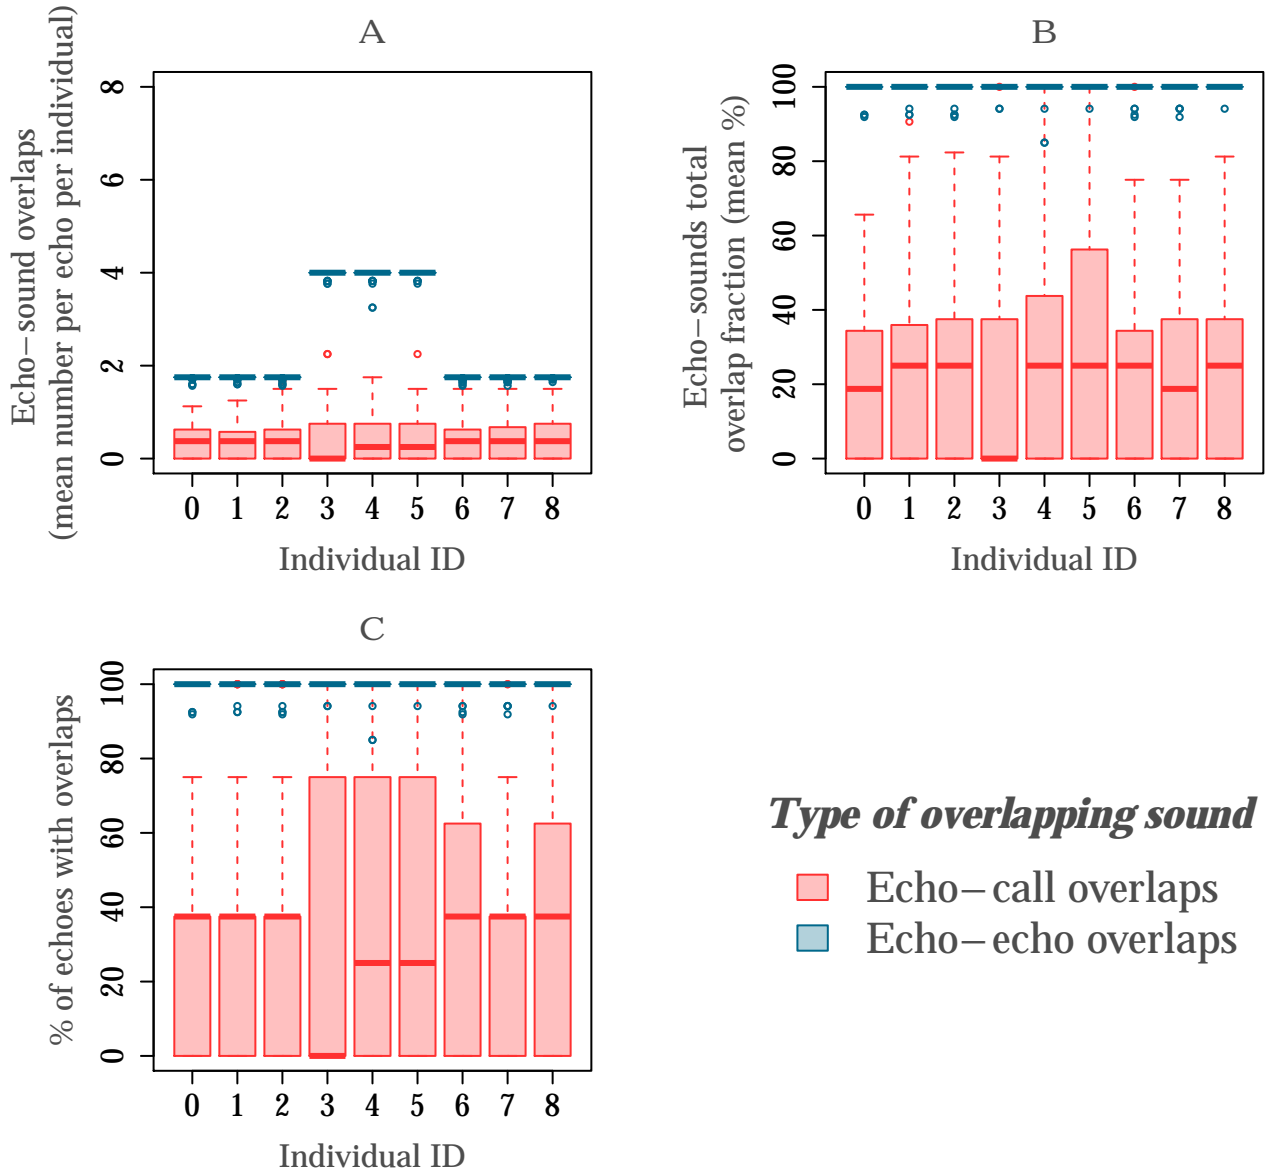 A
Echo−sound overlaps
(mean number per echo per individual)
8
6
4
2
0
0 1 2 3 4 5 6 7 8
Individual ID
B
Echo−sounds total
overlap fraction (mean %)
100
80
60
40
20
0
0 1 2 3 4 5 6 7 8
Individual ID
C
% of echoes with overlaps
100
80
60
40
20
0
0 1 2 3 4 5 6 7 8
Individual ID
Type of overlapping sound
Echo−call overlaps
Echo−echo overlaps